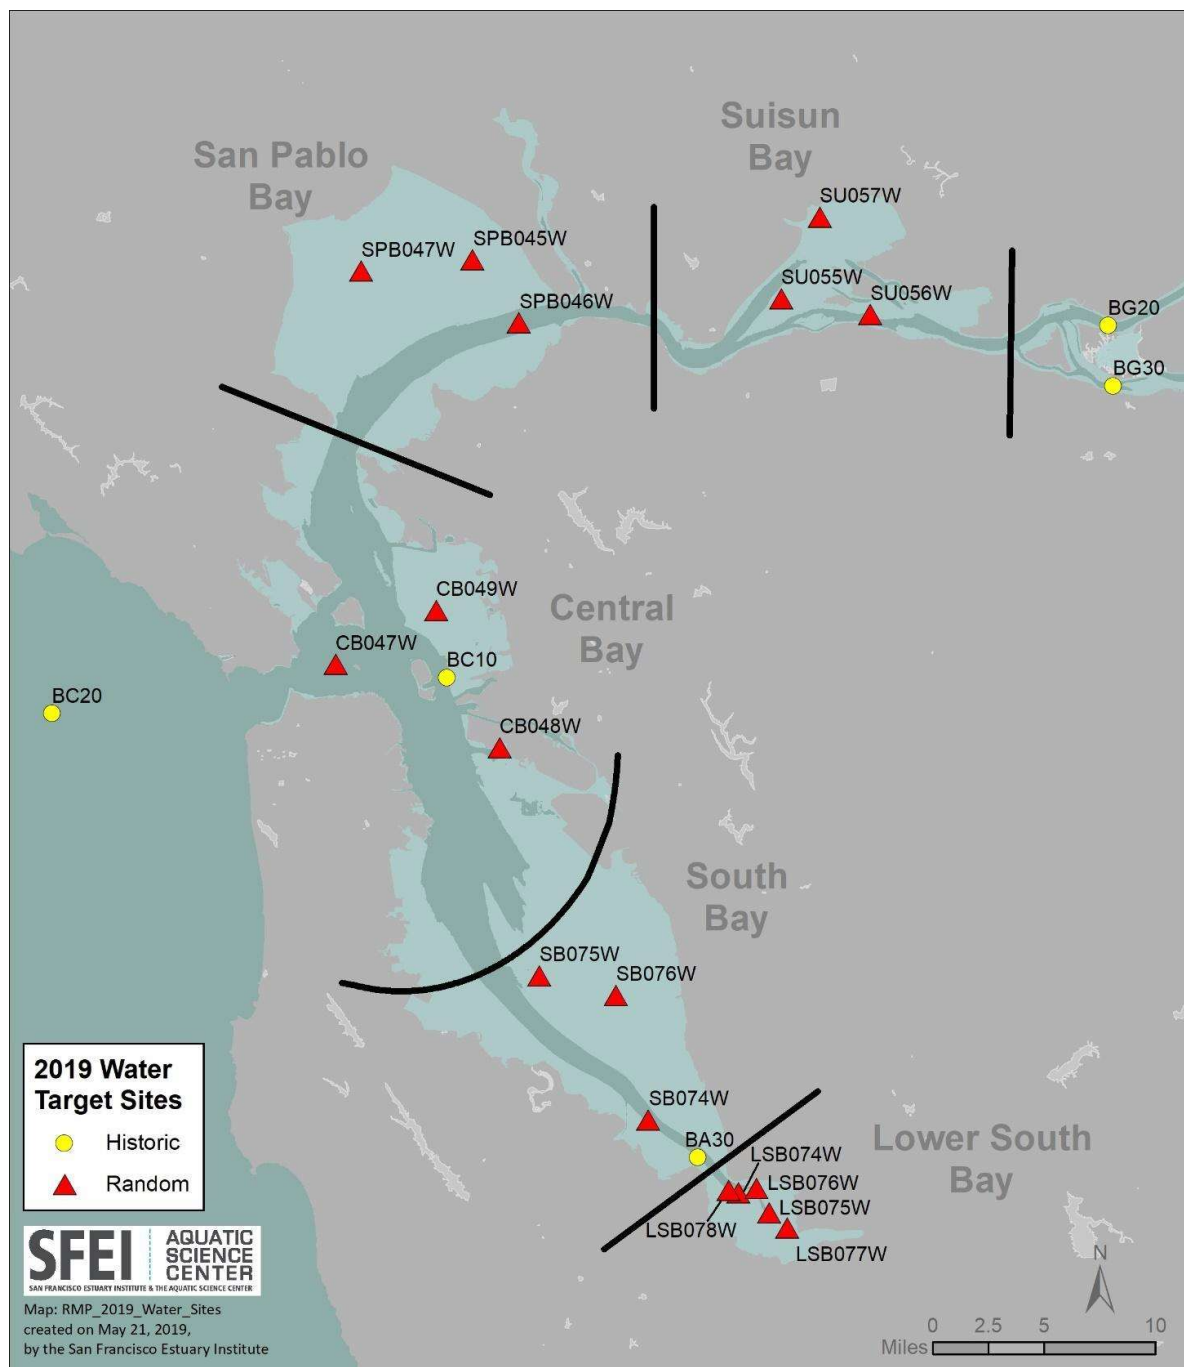 Suisun
Bay
San Pablo
Bay
SU057W
SPB045W
SPB047W
SU055W
SU056W
SPB046W
BG20
BG30
CB049W
Central
Bay
CB047W
BC10
BC20
CB048W
South
Bay
SB075W
SB076W
SB074W
BA30
Lower South
Bay
LSB074W
LSB076W
LSB075W
LSB078W
LSB077W
2019 Water
Target Sites
Historic
Random
SFEI
AQUATIC
SCIENCE
CENTER
SAN FRANCISCO ESTUARY INSTITUTE & THE AQUATIC SCIENCE CENTER
Map: RMP_2019_Water_Sites
created on May 21, 2019,
by the San Francisco Estuary Institute
N
0 2.5 5 10
Miles